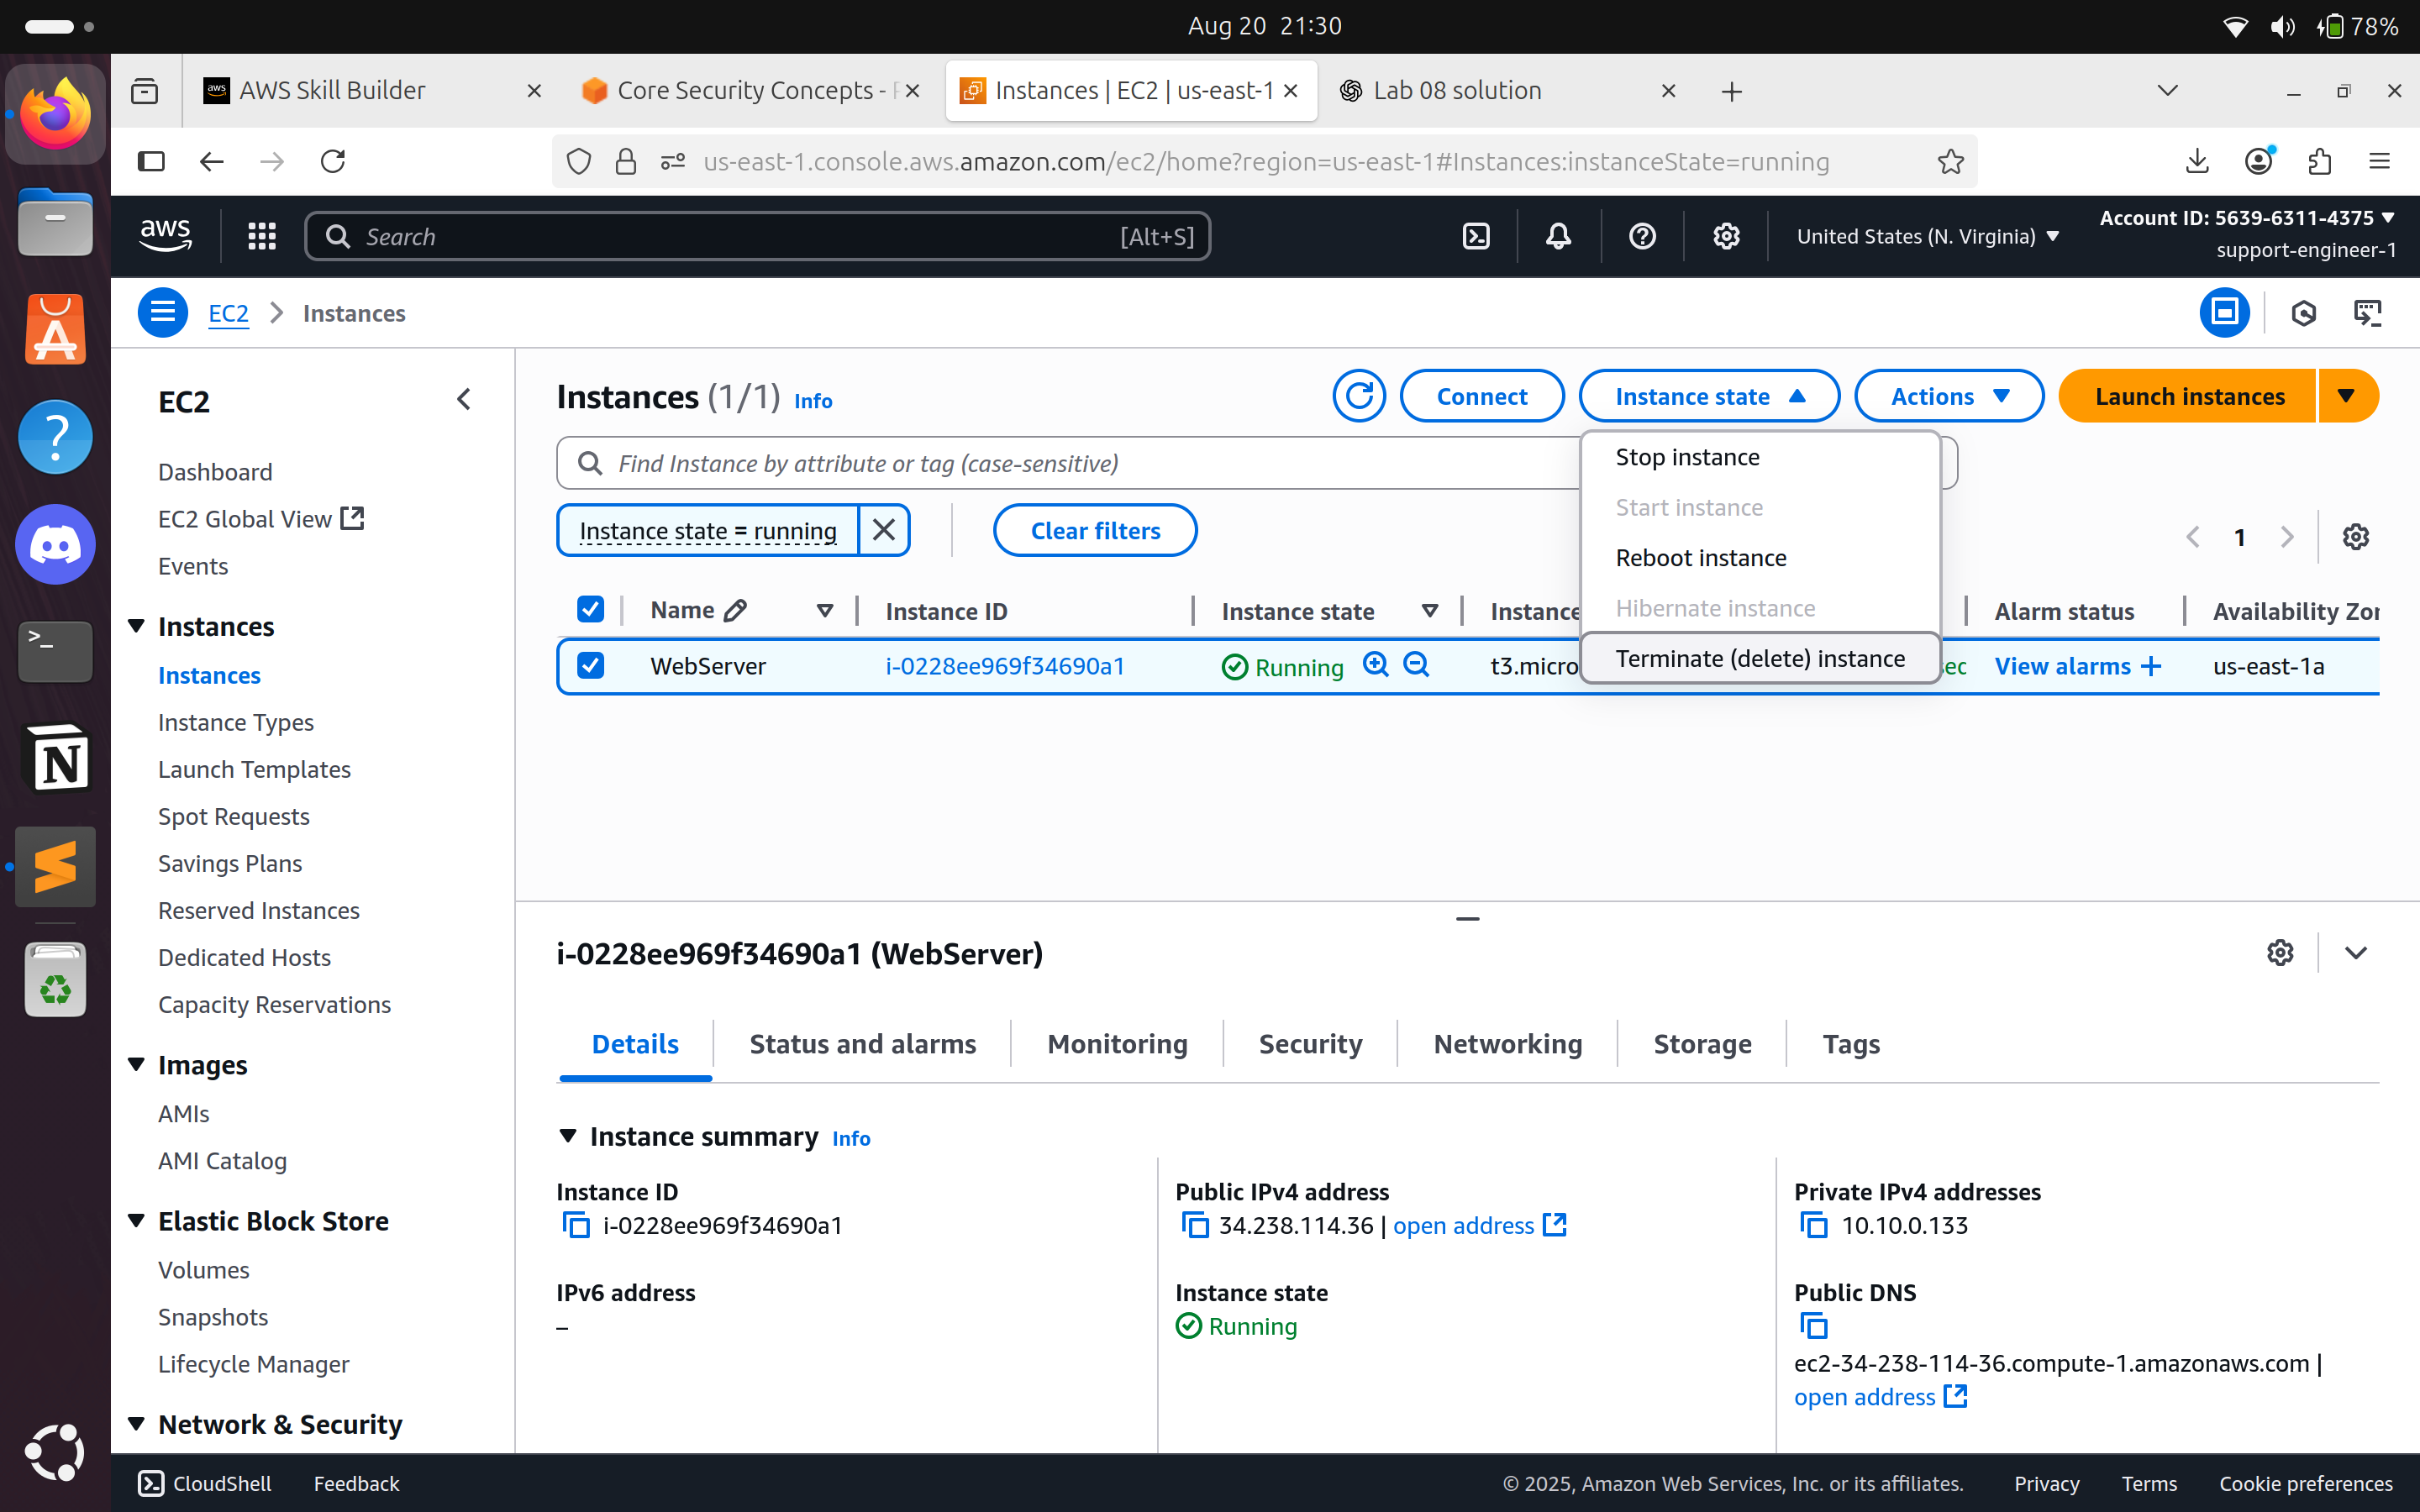 Aug 20 21:30
78%
AWS Skill Builder
Core Security Concepts -
Instances | EC2 | us-east-1
Lab 08 solution
us-east-1.console.aws.amazon.com/ec2/home?region=us-east-1#Instances:instanceState=running
aws
Search
[Alt+S]
United States (N. Virginia)
Account ID: 5639-6311-4375
support-engineer-1
EC2
Instances
EC2
Dashboard
EC2 Global View
Events
Instances
Instances
Instance Types
Launch Templates
Spot Requests
Savings Plans
Reserved Instances
Dedicated Hosts
Capacity Reservations
Images
AMIs
AMI Catalog
Elastic Block Store
Volumes
Snapshots
Lifecycle Manager
Network & Security
Instances (1/1) Info
Connect
Instance state
Actions
Launch instances
Find Instance by attribute or tag (case-sensitive)
Stop instance
Start instance
Reboot instance
Hibernate instance
Terminate (delete) instance
Instance state = running
Clear filters
1
Name
Instance ID
Instance state
Instance
Alarm status
Availability Zon
WebServer
i-0228ee969f34690a1
Running
t3.micro
View alarms +
us-east-1a
i-0228ee969f34690a1 (WebServer)
Details
Status and alarms
Monitoring
Security
Networking
Storage
Tags
Instance summary Info
Instance ID
i-0228ee969f34690a1
Public IPv4 address
34.238.114.36 | open address
Private IPv4 addresses
10.10.0.133
IPv6 address
–
Instance state
Running
Public DNS
ec2-34-238-114-36.compute-1.amazonaws.com |
open address
CloudShell
Feedback
© 2025, Amazon Web Services, Inc. or its affiliates.
Privacy
Terms
Cookie preferences